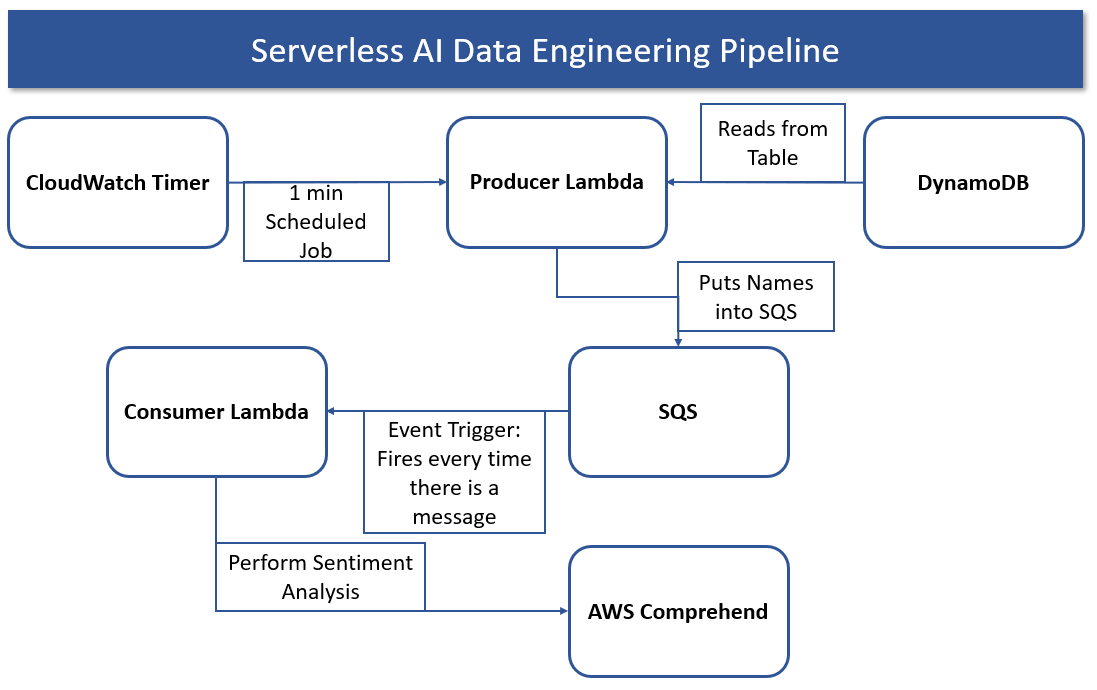 Serverless AI Data Engineering Pipeline
CloudWatch Timer
1 min
Scheduled
Job
Producer Lambda
Reads from
Table
DynamoDB
Puts Names
into SQS
Consumer Lambda
Event Trigger:
Fires every time
there is a
message
SQS
Perform Sentiment
Analysis
AWS Comprehend